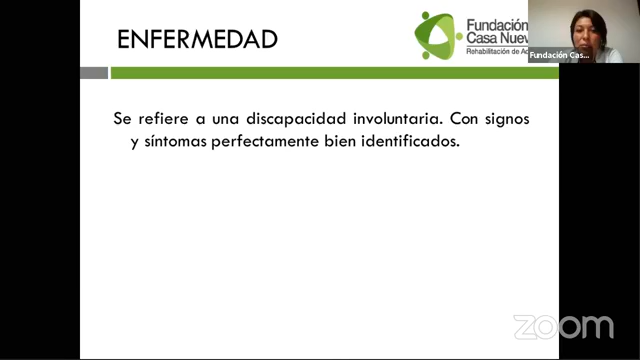 ENFERMEDAD
Fundación
Casa Nuev
Rehabilitación de Ad
Fundación Cas...
Se refiere a una discapacidad involuntaria. Con signos
y síntomas perfectamente bien identificados.
zoom